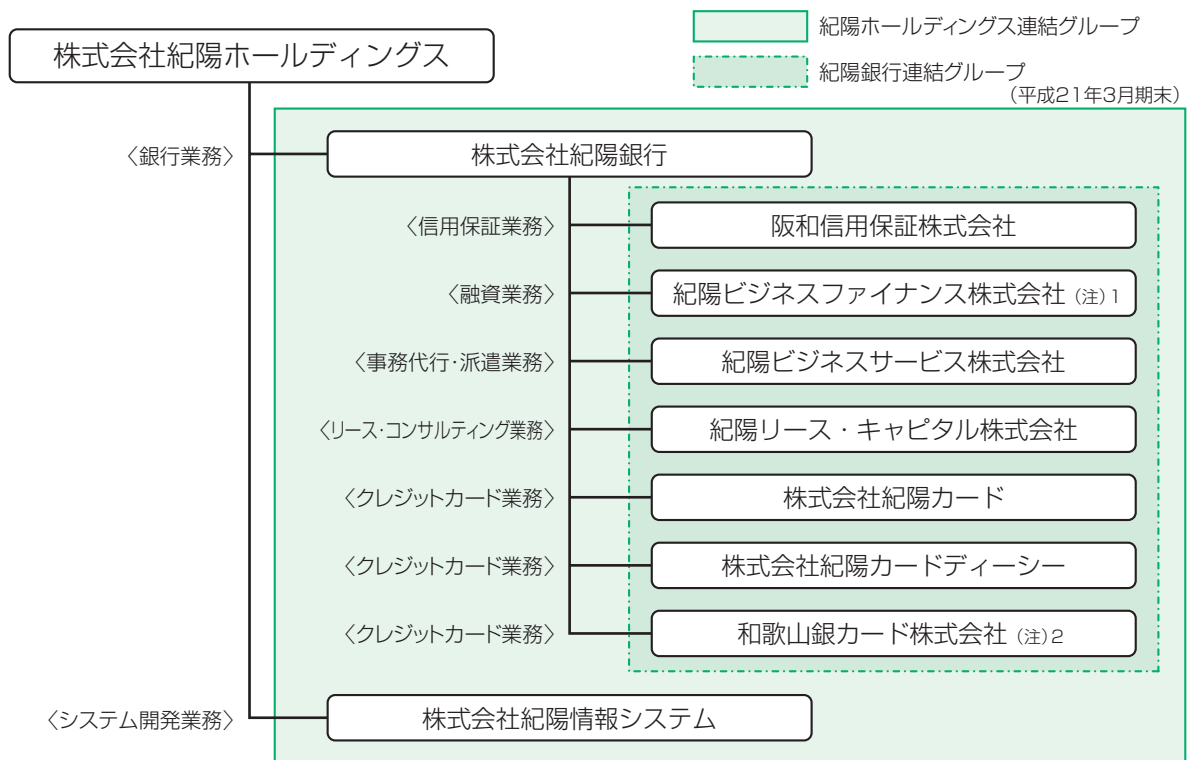 株式会社紀陽ホールディングス
紀陽ホールディングス連結グループ
紀陽銀行連結グループ
(平成21年3月期末)
〈銀行業務〉 株式会社紀陽銀行
〈信用保証業務〉 阪和信用保証株式会社
〈融資業務〉 紀陽ビジネスファイナンス株式会社 (注)1
〈事務代行・派遣業務〉 紀陽ビジネスサービス株式会社
〈リース・コンサルティング業務〉 紀陽リース・キャピタル株式会社
〈クレジットカード業務〉 株式会社紀陽カード
〈クレジットカード業務〉 株式会社紀陽カードディーシー
〈クレジットカード業務〉 和歌山銀カード株式会社 (注)2
〈システム開発業務〉 株式会社紀陽情報システム